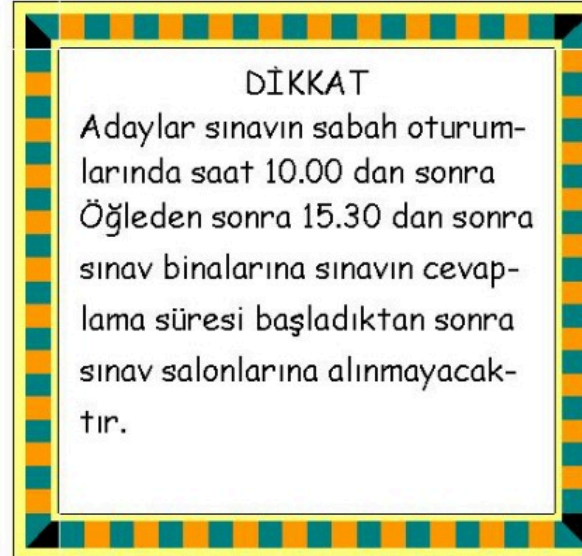 DİKKAT
Adaylar sınavın sabah oturum-
larında saat 10.00 dan sonra
Öğleden sonra 15.30 dan sonra
sınav binalarına sınavın cevap-
lama süresi başladıktan sonra
sınav salonlarına alınmayacak-
tır.